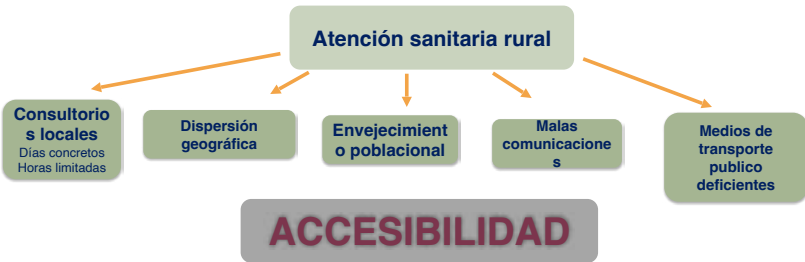 Atención sanitaria rural
Consultorio
s locales
Días concretos
Horas limitadas
Dispersión
geográfica
Envejecimient
o poblacional
Malas
comunicacione
s
Medios de
transporte
publico
deficientes
ACCESIBILIDAD